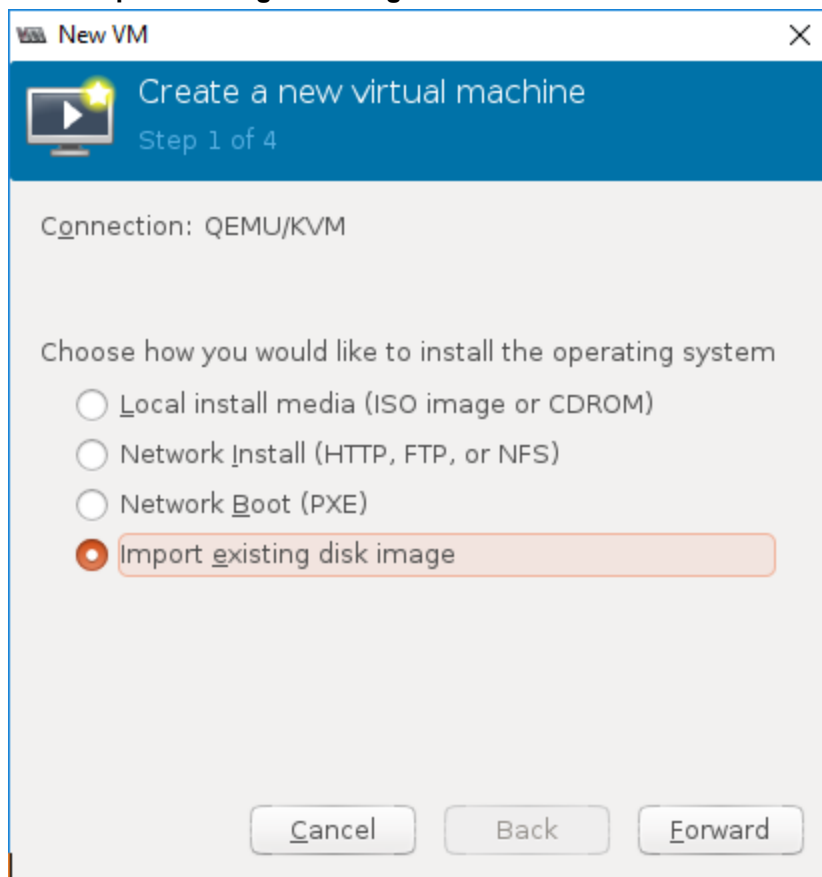 New VM
Create a new virtual machine
Step 1 of 4
Connection: QEMU/KVM
Choose how you would like to install the operating system
Local install media (ISO image or CDROM)
Network Install (HTTP, FTP, or NFS)
Network Boot (PXE)
Import existing disk image
Cancel Back Forward